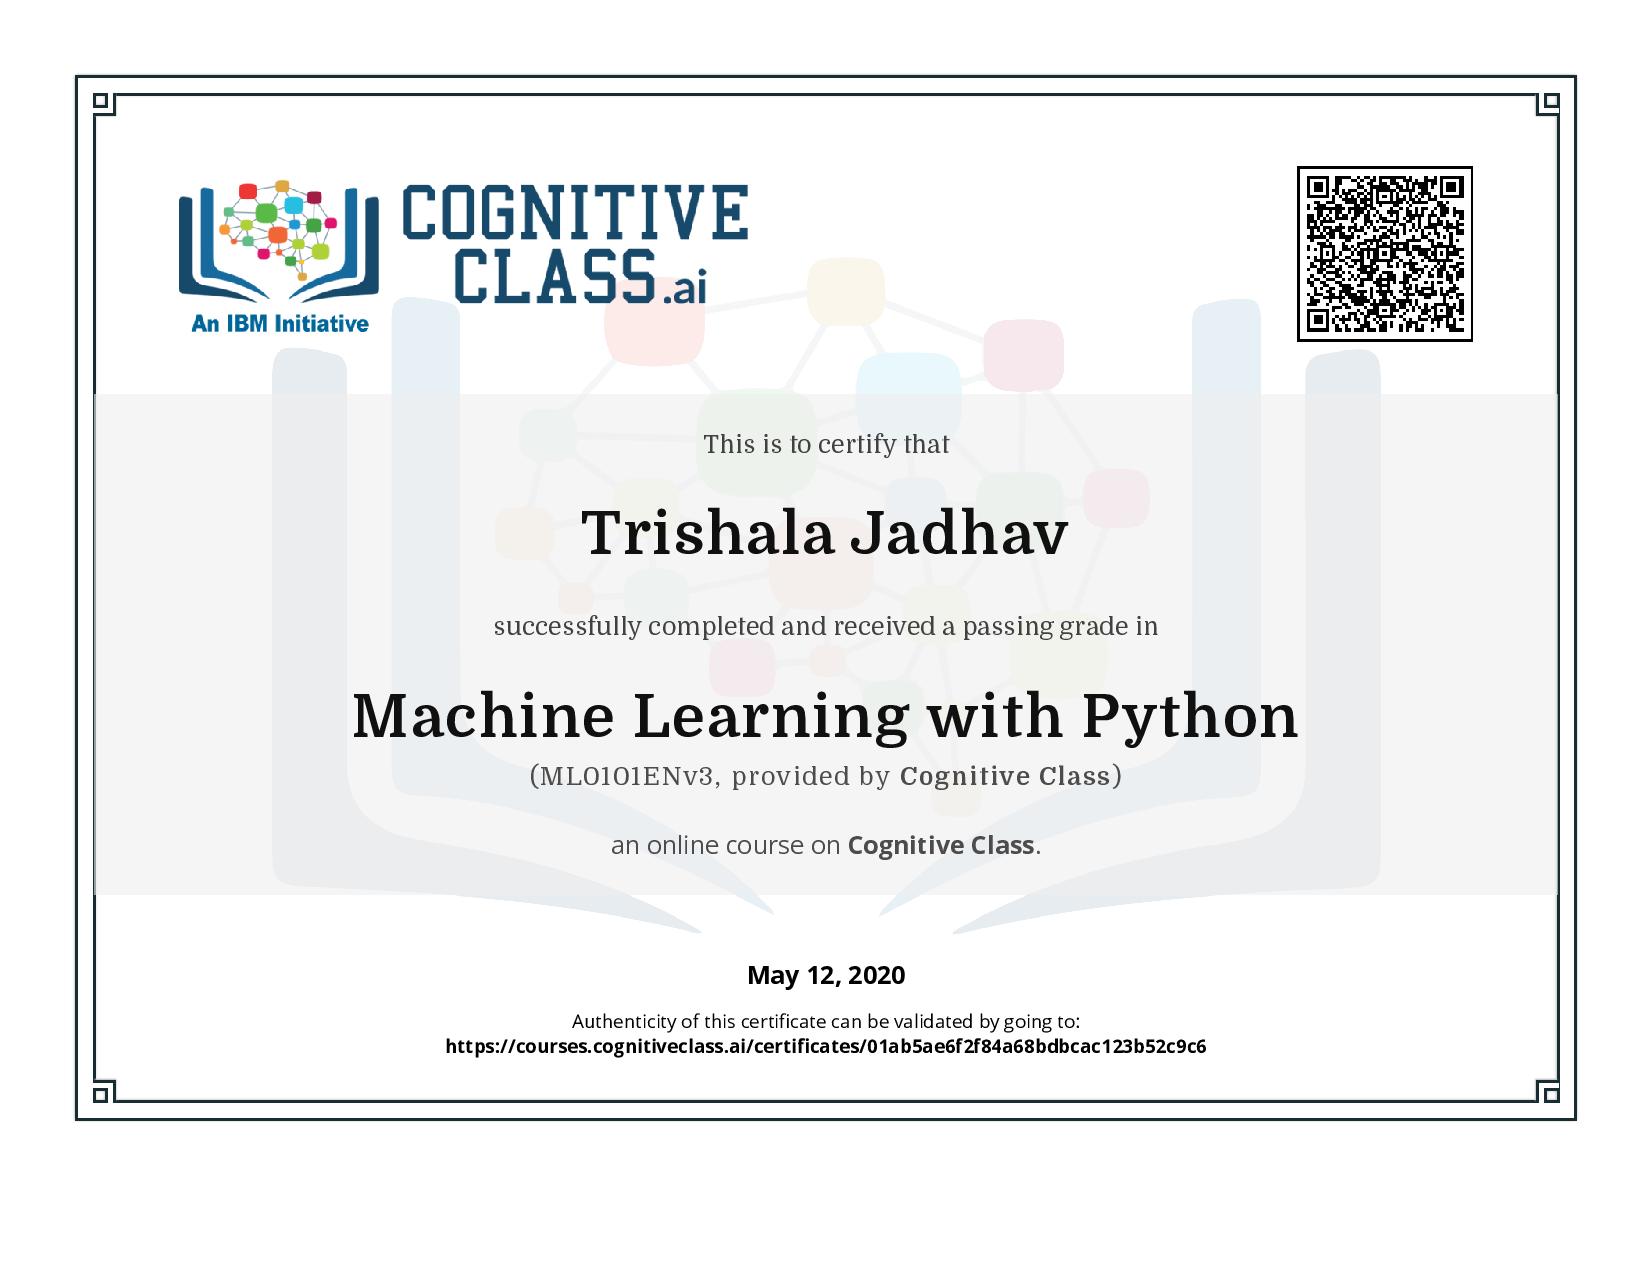 COGNITIVE
CLASS.ai
An IBM Initiative
This is to certify that
Trishala Jadhav
successfully completed and received a passing grade in
Machine Learning with Python
(ML0101ENv3, provided by Cognitive Class)
an online course on Cognitive Class.
May 12, 2020
Authenticity of this certificate can be validated by going to:
https://courses.cognitiveclass.ai/certificates/01ab5ae6f2f84a68bdbcac123b52c9c6